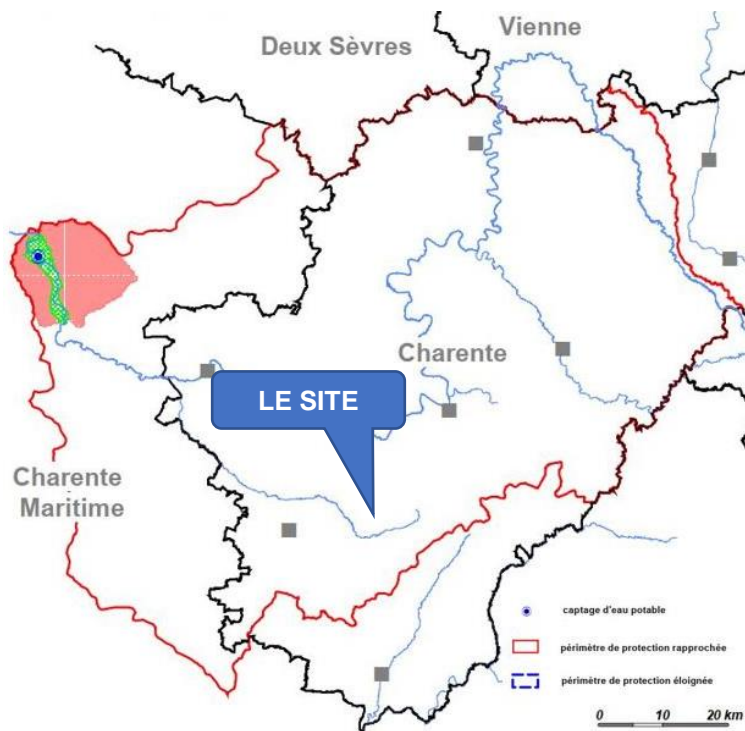 Deux Sèvres
Vienne
Charente
LE SITE
Charente
Maritime
captage d'eau potable
périmètre de protection rapprochée
périmètre de protection éloignée
0 10 20 km